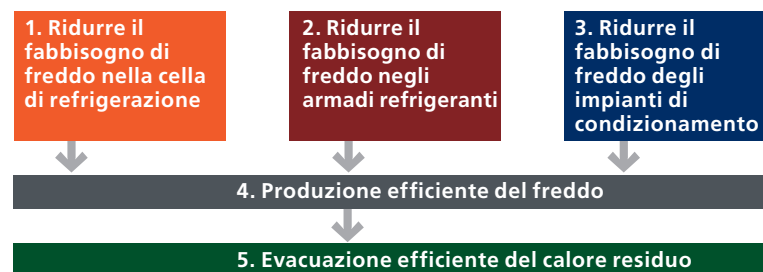 1. Ridurre il
fabbisogno di
freddo nella cella
di refrigerazione
2. Ridurre il
fabbisogno di
freddo negli
armadi refrigeranti
3. Ridurre il
fabbisogno di
freddo degli
impianti di
condizionamento
4. Produzione efficiente del freddo
5. Evacuazione efficiente del calore residuo